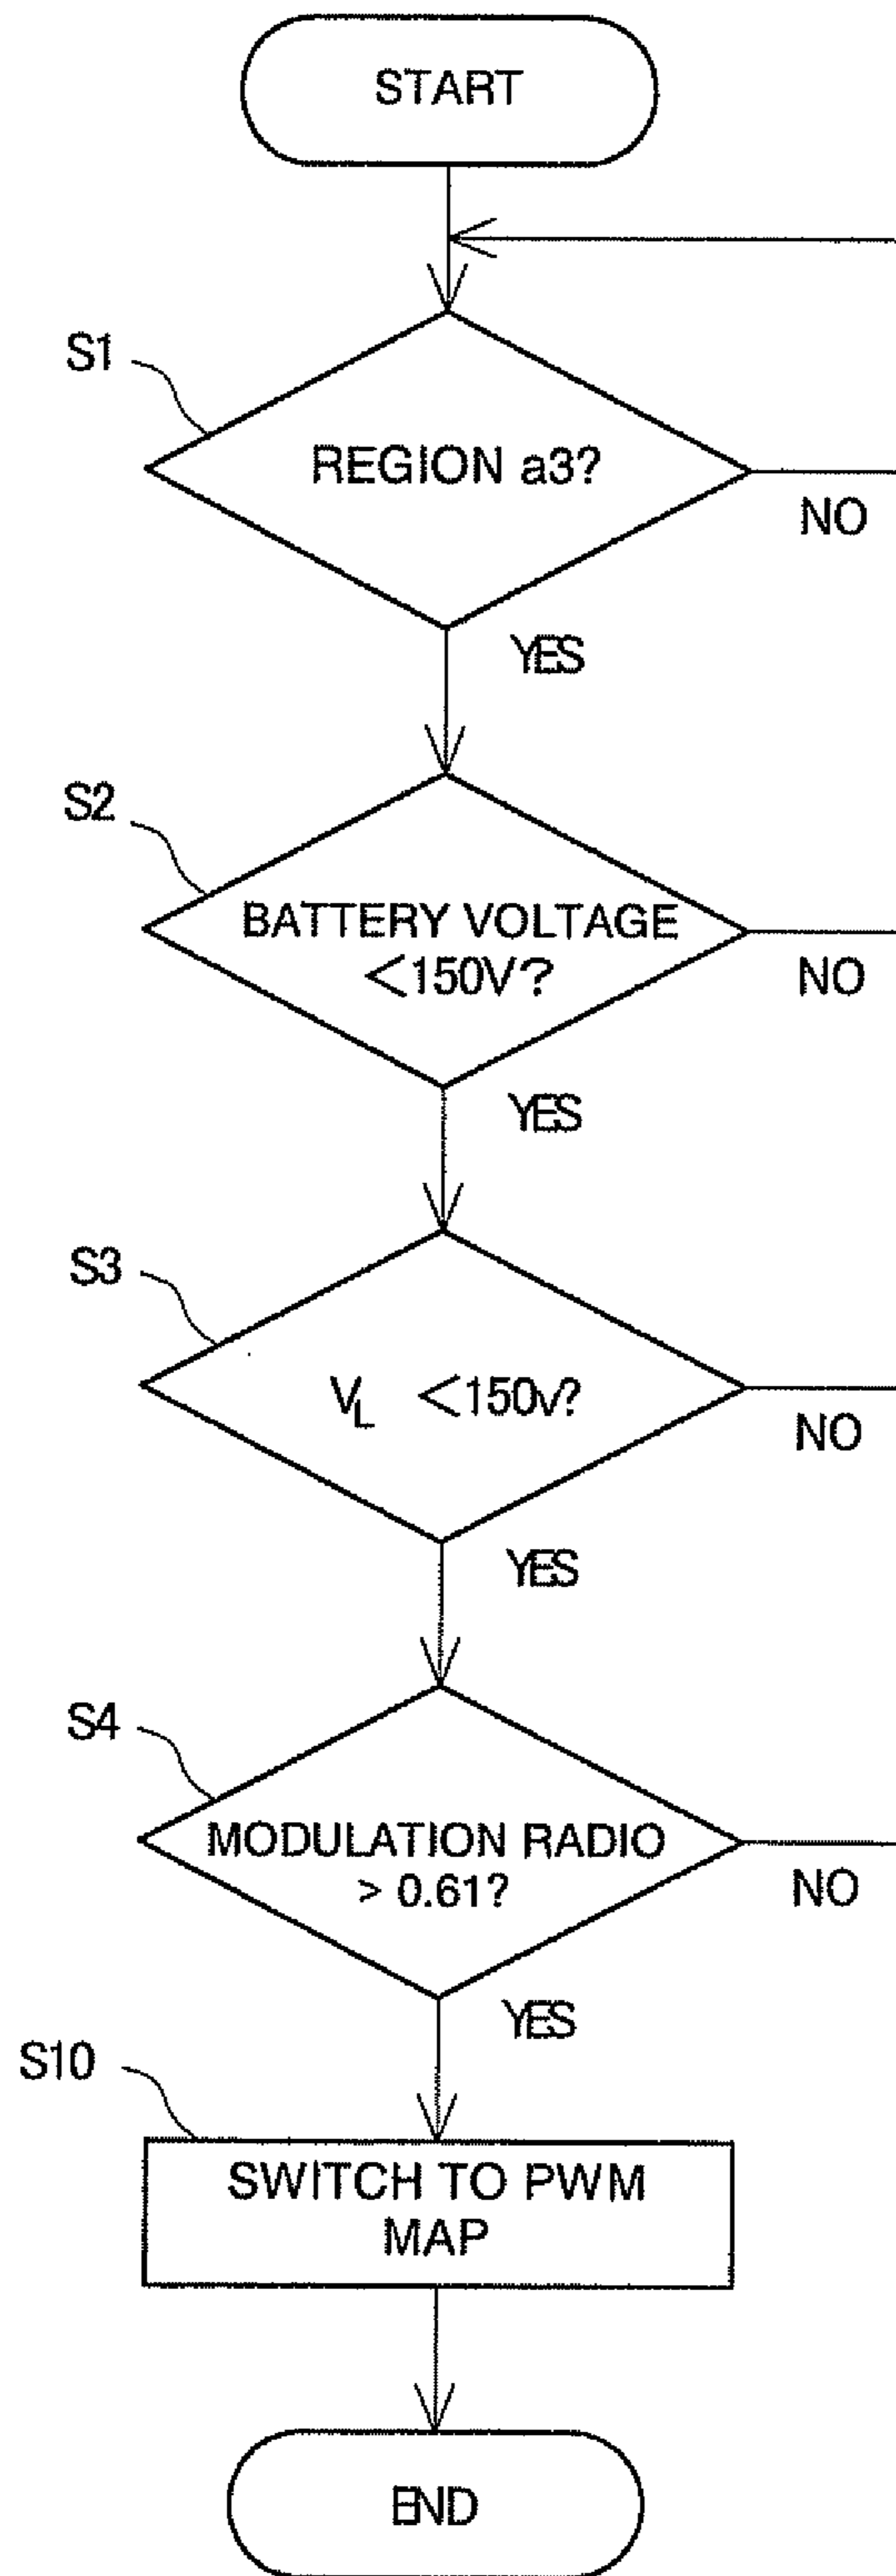 START
S1
REGION a3?
NO
YES
S2
BATTERY VOLTAGE
<150V?
NO
YES
S3
VL <150v?
NO
YES
S4
MODULATION RADIO
> 0.61?
NO
YES
S10
SWITCH TO PWM
MAP
END